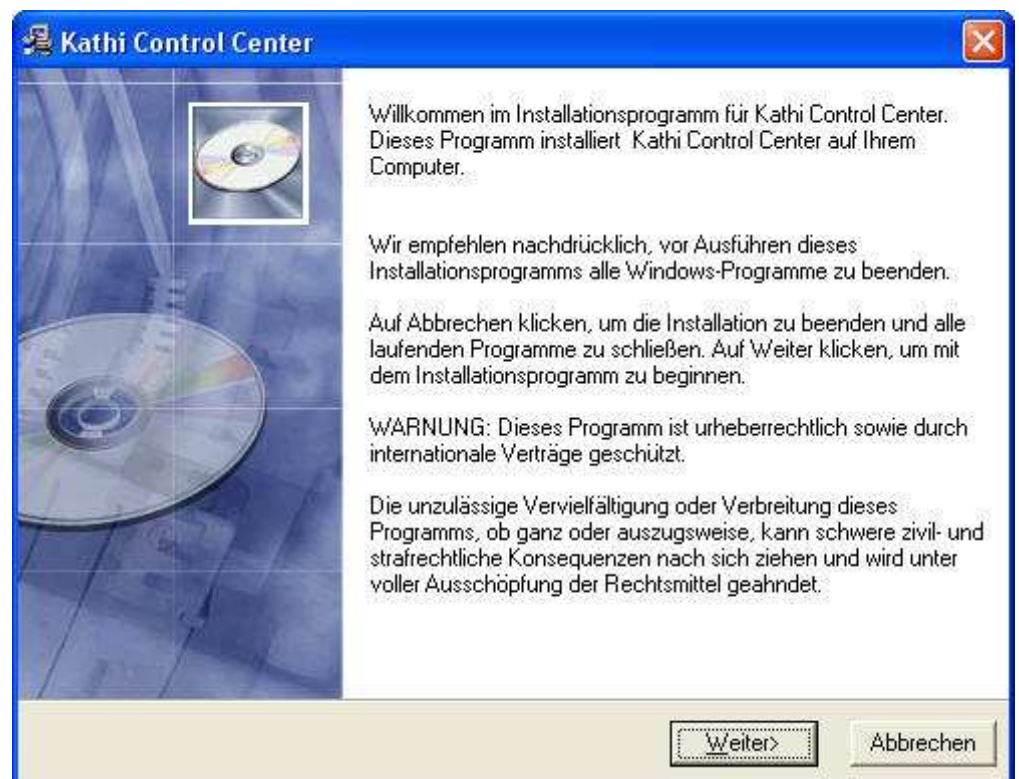 Kathi Control Center
Willkommen im Installationsprogramm für Kathi Control Center.
Dieses Programm installiert Kathi Control Center auf Ihrem
Computer.
Wir empfehlen nachdrücklich, vor Ausführen dieses
Installationsprogramms alle Windows-Programme zu beenden.
Auf Abbrechen klicken, um die Installation zu beenden und alle
laufenden Programme zu schließen. Auf Weiter klicken, um mit
dem Installationsprogramm zu beginnen.
WARNUNG: Dieses Programm ist urheberrechtlich sowie durch
internationale Verträge geschützt.
Die unzulässige Vervielfältigung oder Verbreitung dieses
Programms, ob ganz oder auszugsweise, kann schwere zivil- und
strafrechtliche Konsequenzen nach sich ziehen und wird unter
voller Ausschöpfung der Rechtsmittel geahndet.
Weiter> Abbrechen